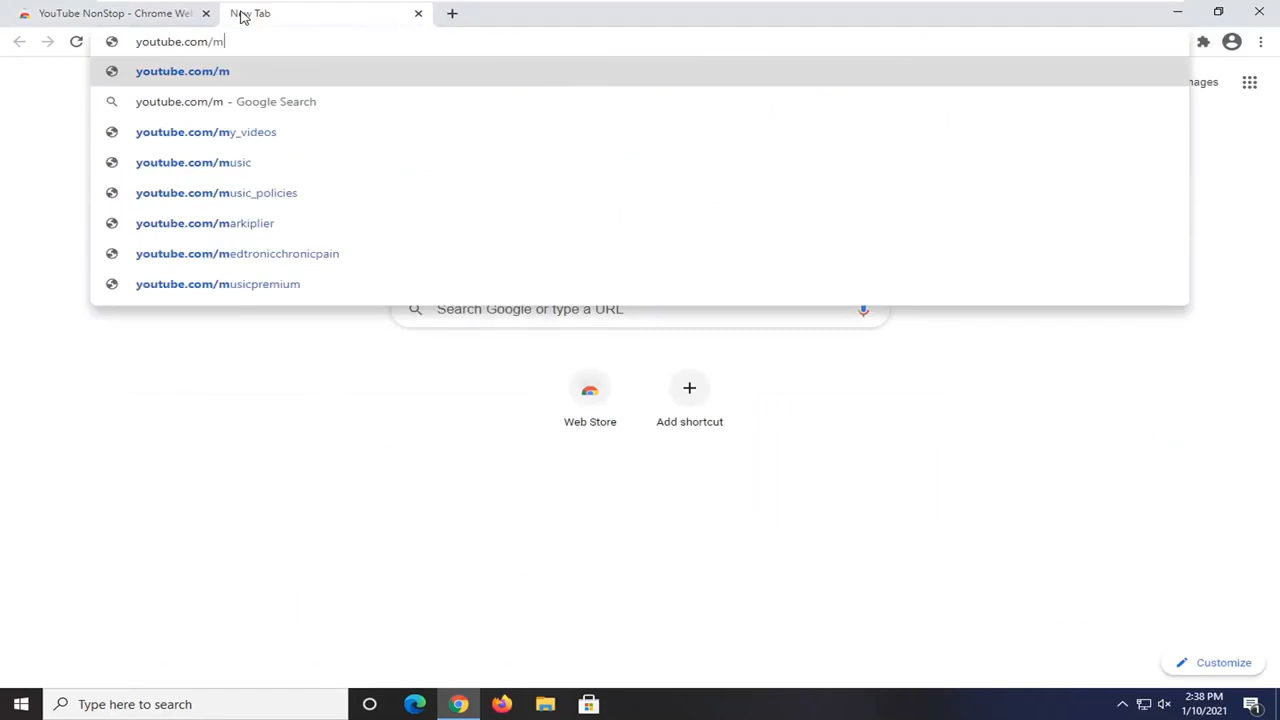 YouTube NonStop - Chrome We
New Tab
youtube.com/m
youtube.com/m
youtube.com/m - Google Search
youtube.com/my_videos
youtube.com/music
youtube.com/music_policies
youtube.com/markiplier
youtube.com/medtronicchronicpain
youtube.com/musicpremium
Search Google or type a URL
Web Store
Add shortcut
Customize
Type here to search
2:38 PM
1/10/2021
1